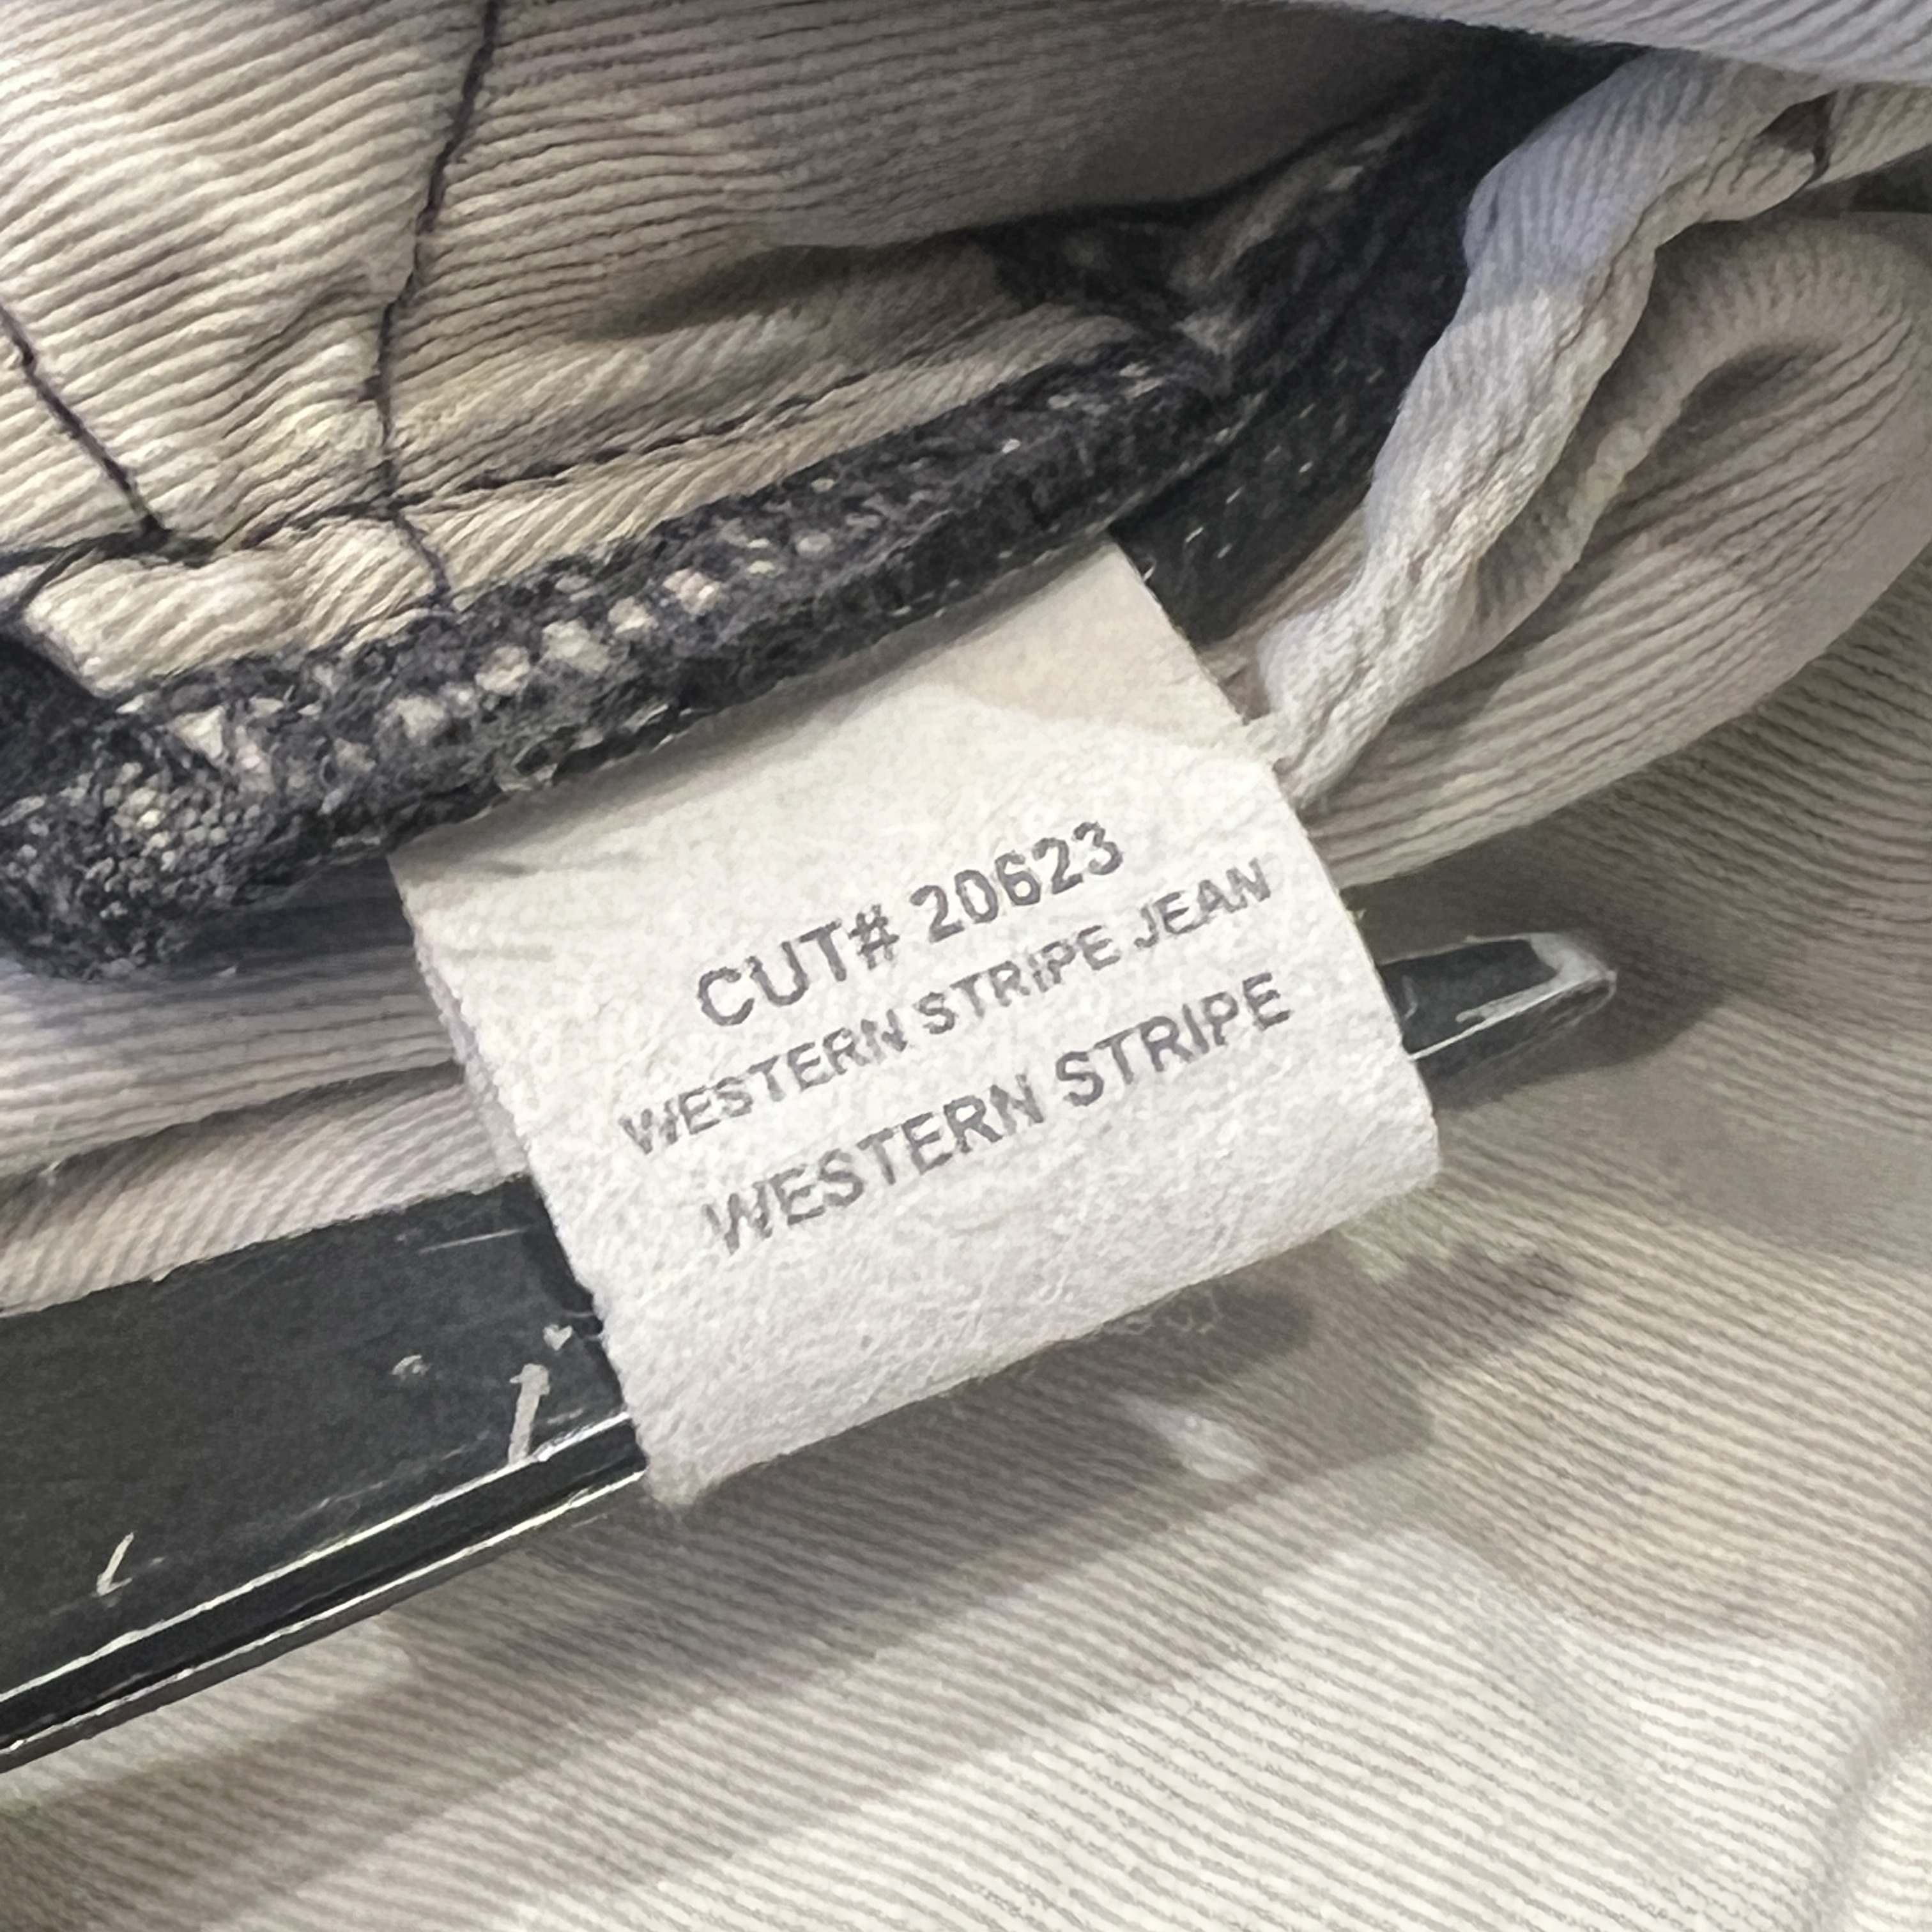 CUT# 20623
WESTERN STRIPE JEAN
WESTERN STRIPE